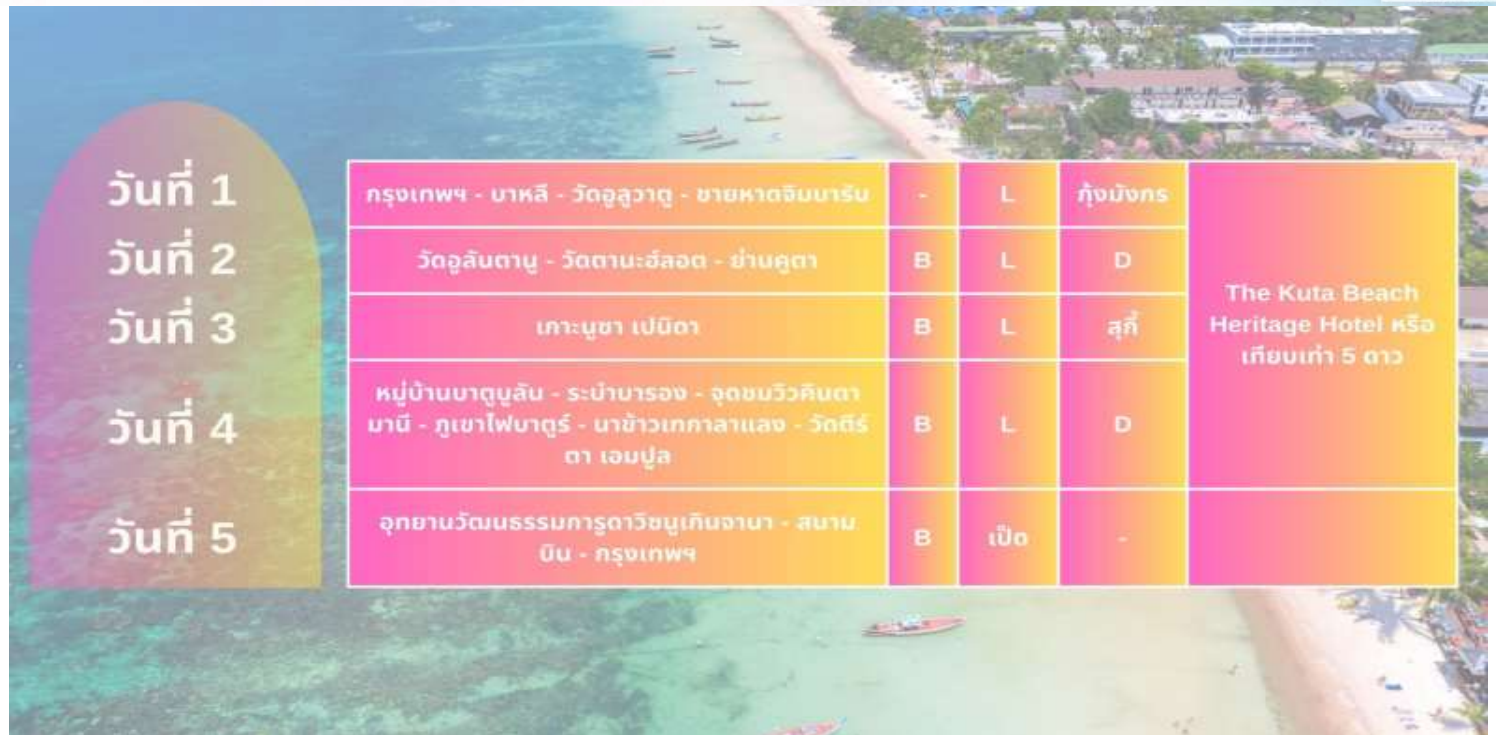 วันที่ 1
กรุงเทพฯ - บาหลี - วัดอูลูวาตู - ชายหาดจิมบารัน
-
L
กุ้งมังกร
The Kuta Beach
Heritage Hotel หรือ
เทียบเท่า 5 ดาว
วันที่ 2
วัดอูลันดานู - วัดทานะฮ์ลอต - ย่านคูตา
B
L
D
วันที่ 3
เกาะนูซา เปนิดา
B
L
สุกี้
วันที่ 4
หมู่บ้านบาตูบูลัน - ระบำบารอง - จุดชมวิวคินตา
มานี - ภูเขาไฟบาตูร์ - นาข้าวเทกาลาแลง - วัดตีร์
ตา เอมปูล
B
L
D
วันที่ 5
อุทยานวัฒนธรรมการูดาวิษนูเกินจานา - สนาม
บิน - กรุงเทพฯ
B
เป็ด
-